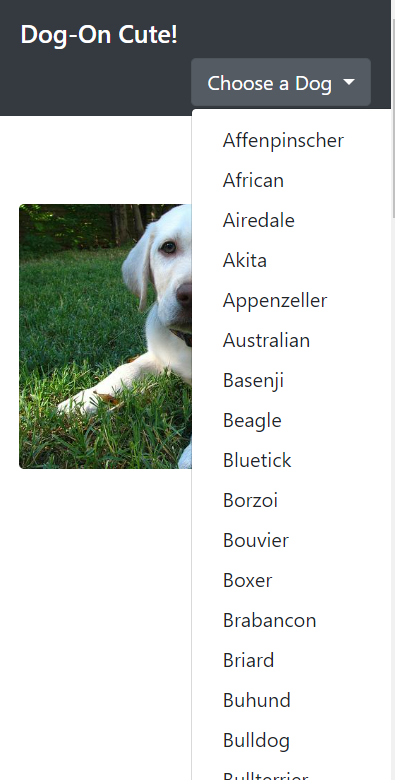 Dog-On Cute!
Choose a Dog
Affenpinscher
African
Airedale
Akita
Appenzeller
Australian
Basenji
Beagle
Bluetick
Borzoi
Bouvier
Boxer
Brabancon
Briard
Buhund
Bulldog
Bullterrier